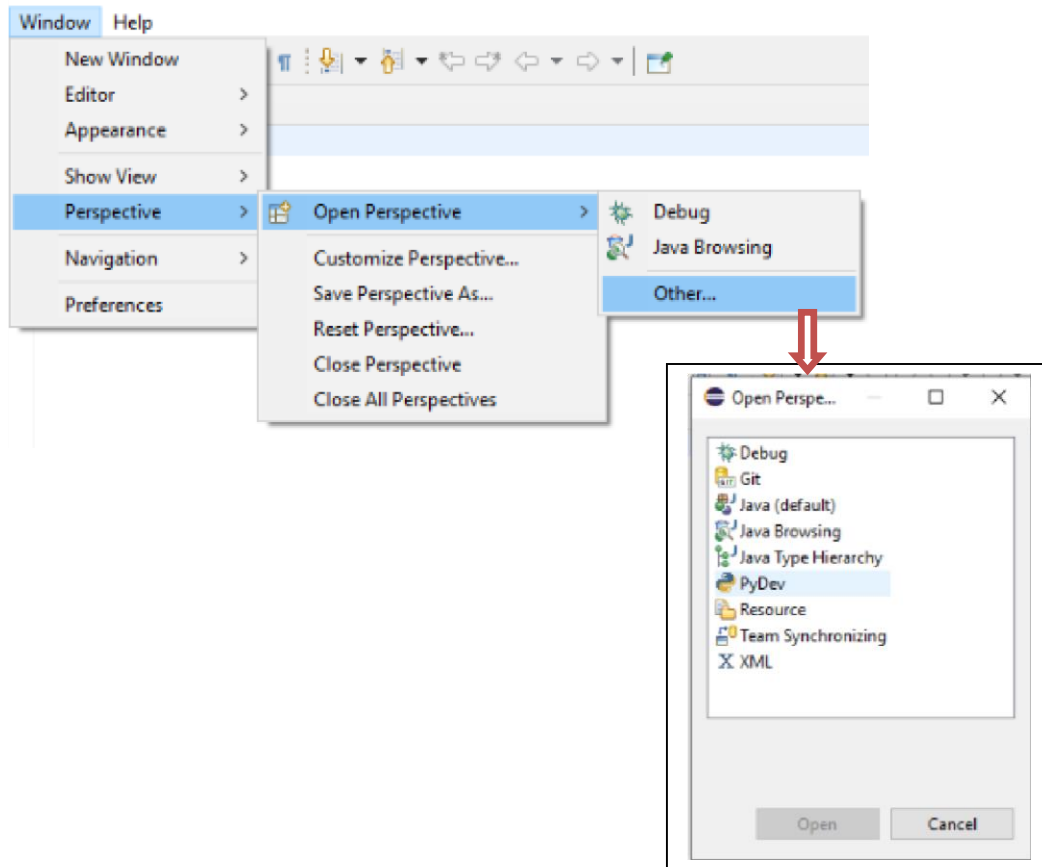 Window Help
New Window
Editor
Appearance
Show View
Perspective
Navigation
Preferences
Open Perspective
Customize Perspective...
Save Perspective As...
Reset Perspective...
Close Perspective
Close All Perspectives
Debug
Java Browsing
Other...
Open Perspe...
Debug
Git
Java (default)
Java Browsing
Java Type Hierarchy
PyDev
Resource
Team Synchronizing
XML
Open Cancel